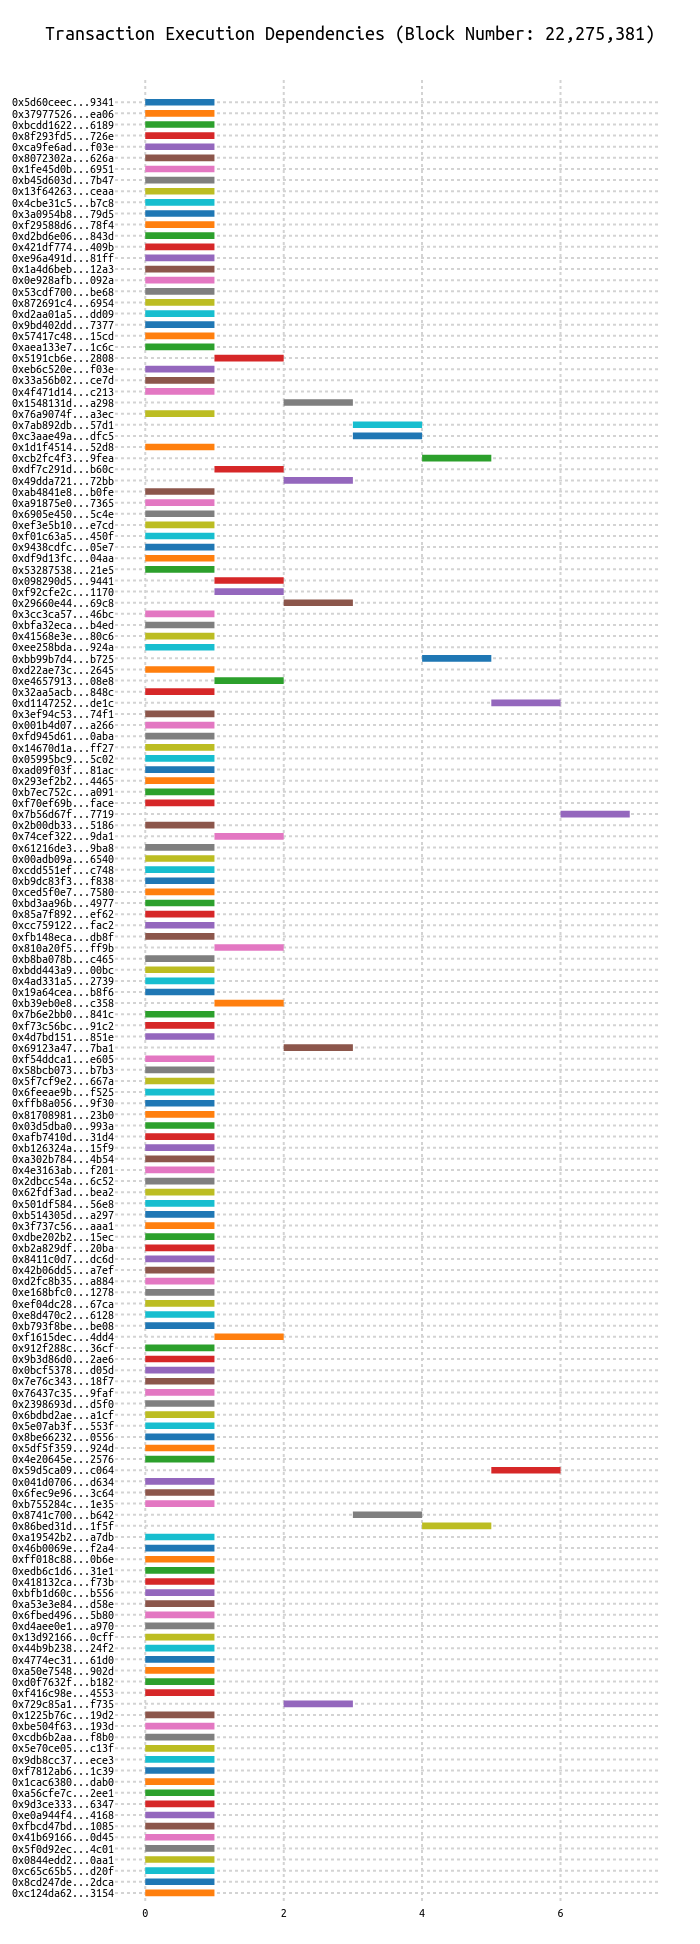 Transaction Execution Dependencies (Block Number: 22,275,381)
0x5d60ceec...9341
0x37977526...ea06
0xbcdd1622...6189
0x8f293fd5...726e
0xca9fe6ad...f03e
0x8072302a...626a
0x1fe45d0b...6951
0xb45d603d...7b47
0x13f64263...ceaa
0x4cbe31c5...b7c8
0x3a0954b8...79d5
0xf29588d6...78f4
0xd2bd6e06...843d
0x421df774...409b
0xe96a491d...81ff
0x1a4d6beb...12a3
0x0e928afb...092a
0x53cdf700...be68
0x872691c4...6954
0xd2aa01a5...dd09
0x9bd402dd...7377
0x57417c48...15cd
0xaea133e7...1c6c
0x5191cb6e...2808
0xeb6c520e...f03e
0x33a56b02...ce7d
0x4f471d14...c213
0x1548131d...a298
0x76a9074f...a3ec
0x7ab892db...57d1
0xc3aae49a...dfc5
0x1d1f4514...52d8
0xcb2fc4f3...9fea
0xdf7c291d...b60c
0x49dda721...72bb
0xab4841e8...b0fe
0xa91875e0...7365
0x6905e450...5c4e
0xef3e5b10...e7cd
0xf01c63a5...450f
0x9438cdfc...05e7
0xdf9d13fc...04aa
0x53287538...21e5
0x098290d5...9441
0xf92cfe2c...1170
0x29660e44...69c8
0x3cc3ca57...46bc
0xbfa32eca...b4ed
0x41568e3e...80c6
0xee258bda...924a
0xbb99b7d4...b725
0xd22ae73c...2645
0xe4657913...08e8
0x32aa5acb...848c
0xd1147252...de1c
0x3ef94c53...74f1
0x001b4d07...a266
0xfd945d61...0aba
0x14670d1a...ff27
0x05995bc9...5c02
0xad09f03f...81ac
0x293ef2b2...4465
0xb7ec752c...a091
0xf70ef69b...face
0x7b56d67f...7719
0x2b00db33...5186
0x74cef322...9da1
0x61216de3...9ba8
0x00adb09a...6540
0xcdd551ef...c748
0xb9dc83f3...f838
0xced5f0e7...7580
0xbd3aa96b...4977
0x85a7f892...ef62
0xcc759122...fac2
0xfb148eca...db8f
0x810a20f5...ff9b
0xb8ba078b...c465
0xbdd443a9...00bc
0x4ad331a5...2739
0x19a64cea...b8f6
0xb39eb0e8...c358
0x7b6e2bb0...841c
0xf73c56bc...91c2
0x4d7bd151...851e
0x69123a47...7ba1
0xf54ddca1...e605
0x58bcb073...b7b3
0x5f7cf9e2...667a
0x6feeae9b...f525
0xffb8a056...9f30
0x81708981...23b0
0x03d5dba0...993a
0xafb7410d...31d4
0xb126324a...15f9
0xa302b784...4b54
0x4e3163ab...f201
0x2dbcc54a...6c52
0x62fdf3ad...bea2
0x501df584...56e8
0xb514305d...a297
0x3f737c56...aaa1
0xdbe202b2...15ec
0xb2a829df...20ba
0x8411c0d7...dc6d
0x42b06dd5...a7ef
0xd2fc8b35...a884
0xe168bfc0...1278
0xef04dc28...67ca
0xe8d470c2...6128
0xb793f8be...be08
0xf1615dec...4dd4
0x912f288c...36cf
0x9b3d86d0...2ae6
0x0bcf5378...d05d
0x7e76c343...18f7
0x76437c35...9faf
0x2398693d...d5f0
0x6bdbd2ae...a1cf
0x5e07ab3f...553f
0x8be66232...0556
0x5df5f359...924d
0x4e20645e...2576
0x59d5ca09...c064
0x041d0706...d634
0x6fec9e96...3c64
0xb755284c...1e35
0x8741c700...b642
0x86bed31d...1f5f
0xa19542b2...a7db
0x46b0069e...f2a4
0xff018c88...0b6e
0xedb6c1d6...31e1
0x418132ca...f73b
0xbfb1d60c...b556
0xa53e3e84...d58e
0x6fbed496...5b80
0xd4aee0e1...a970
0x13d92166...0cff
0x44b9b238...24f2
0x4774ec31...61d0
0xa50e7548...902d
0xd0f7632f...b182
0xf416c98e...4553
0x729c85a1...f735
0x1225b76c...19d2
0xbe504f63...193d
0xcdb6b2aa...f8b0
0x5e70ce05...c13f
0x9db8cc37...ece3
0xf7812ab6...1c39
0x1cac6380...dab0
0xa56cfe7c...2ee1
0x9d3ce333...6347
0xe0a944f4...4168
0xfbcd47bd...1085
0x41b69166...0d45
0x5f0d92ec...4c01
0x0844edd2...0aa1
0xc65c65b5...d20f
0x8cd247de...2dca
0xc124da62...3154
0 2 4 6